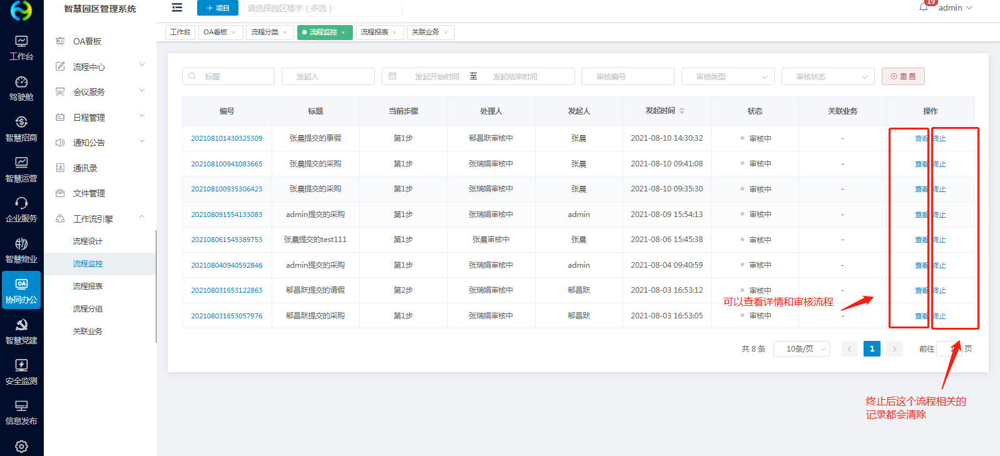 智慧园区管理系统
+ 项目
请选择园区楼宇（多选）
19
admin
工作台
OA看板 ×
流程分类 ×
流程监控 ×
流程报表 ×
关联业务 ×
工作台
驾驶舱
智慧招商
智慧运营
企业服务
智慧物业
OA
协同办公
智慧党建
安全监测
信息发布
OA看板
流程中心
会议服务
日程管理
通知公告
通讯录
文件管理
工作流引擎
流程设计
流程监控
流程报表
流程分组
关联业务
标题
发起人
发起开始时间 至 发起结束时间
审核编号
审核类型
审核状态
重置
编号 标题 当前步骤 处理人 发起人 发起时间 状态 关联业务 操作
202108101430325309 张晨提交的事假 第1步 郗昌跃审核中 张晨 2021-08-10 14:30:32 审核中 - 查看 终止
202108100941083665 张晨提交的采购 第1步 张瑞娟审核中 张晨 2021-08-10 09:41:08 审核中 - 查看 终止
202108100935306423 张晨提交的采购 第1步 张瑞娟审核中 张晨 2021-08-10 09:35:30 审核中 - 查看 终止
202108091554133083 admin提交的采购 第1步 张瑞娟审核中 admin 2021-08-09 15:54:13 审核中 - 查看 终止
202108061545389753 张晨提交的test111 第1步 张晨审核中 张晨 2021-08-06 15:45:38 审核中 - 查看 终止
202108040940592846 admin提交的采购 第1步 张瑞娟审核中 admin 2021-08-04 09:40:59 审核中 - 查看 终止
202108031653122863 郗昌跃提交的请假 第2步 张瑞娟审核中 郗昌跃 2021-08-03 16:53:12 审核中 - 查看 终止
202108031653057976 郗昌跃提交的采购 第1步 张瑞娟审核中 郗昌跃 2021-08-03 16:53:05 审核中 - 查看 终止
可以查看详情和审核流程
共 8 条 10条/页 < 1 > 前往 1 页
终止后这个流程相关的
记录都会清除